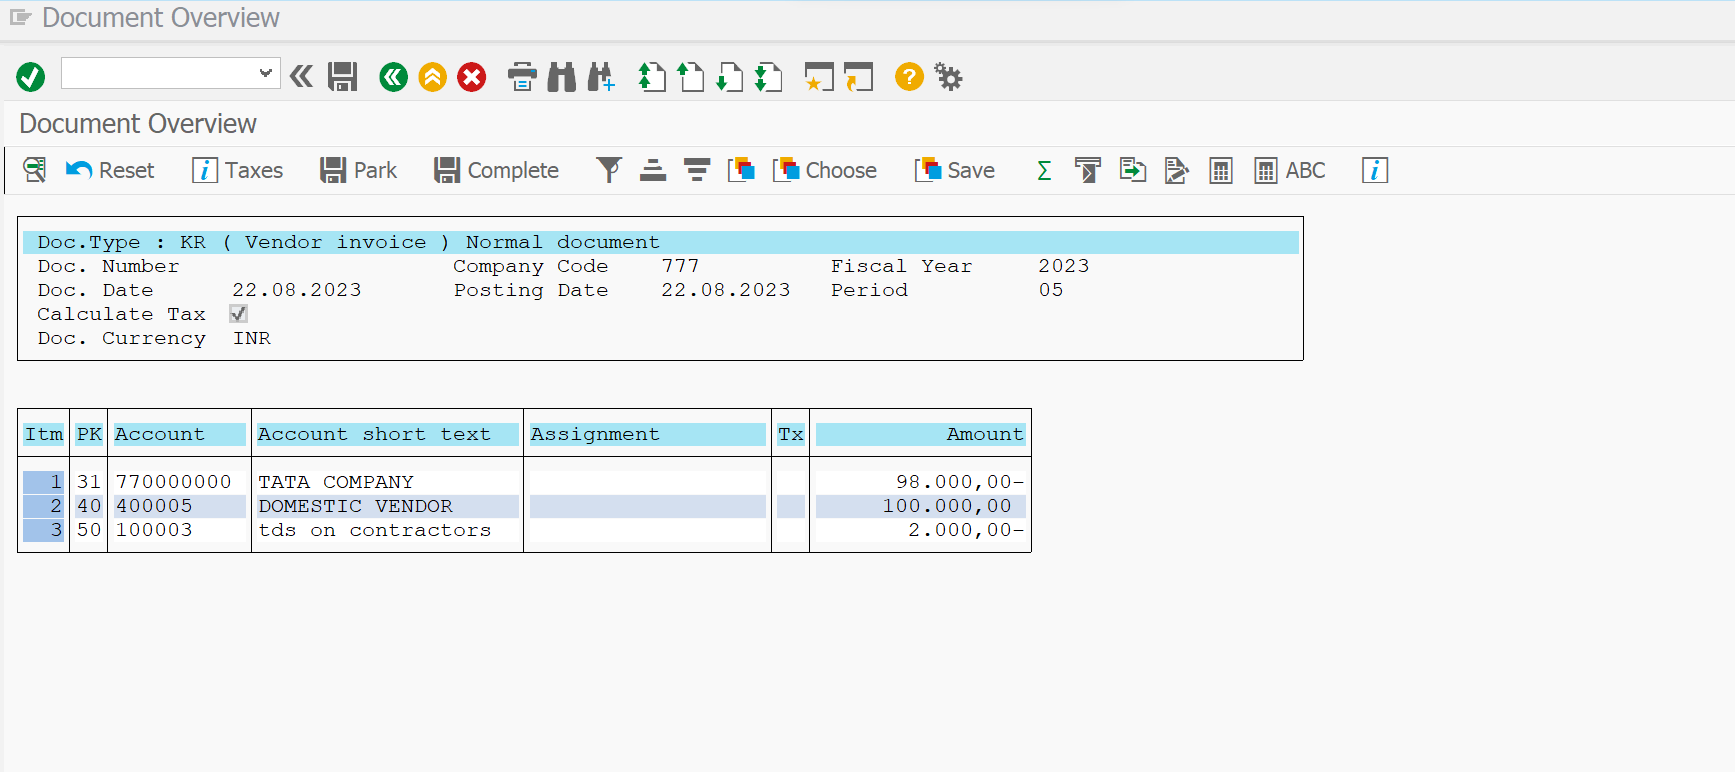 Document Overview
Document Overview
Reset Taxes Park Complete Choose Save ABC
Doc.Type : KR ( Vendor invoice ) Normal document
Doc. Number Company Code 777 Fiscal Year 2023
Doc. Date 22.08.2023 Posting Date 22.08.2023 Period 05
Calculate Tax
Doc. Currency INR
Itm PK Account Account short text Assignment Tx Amount
1 31 770000000 TATA COMPANY 98.000,00-
2 40 400005 DOMESTIC VENDOR 100.000,00
3 50 100003 tds on contractors 2.000,00-